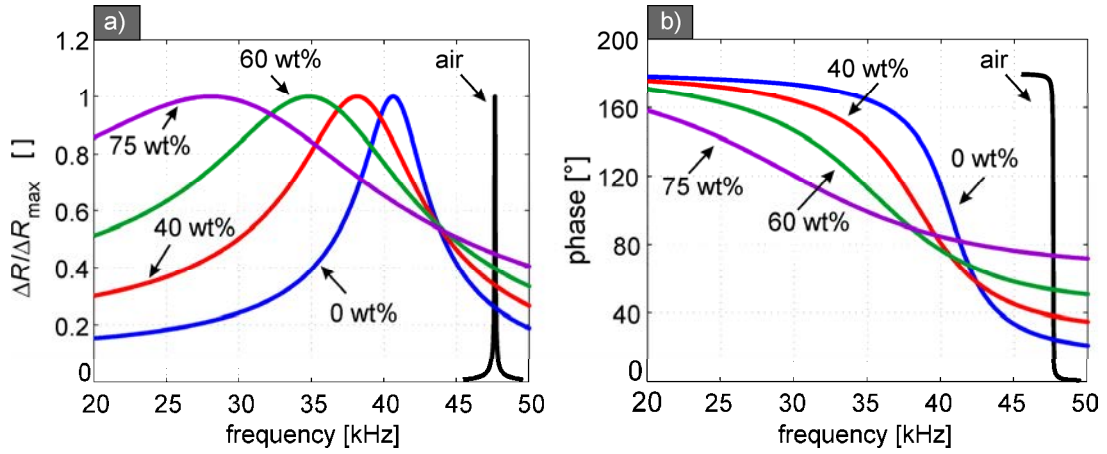 a)
1.2
1
0.8
0.6
0.4
0.2
0
ΔR/ΔRmax [ ]
60 wt%
air
75 wt%
40 wt%
0 wt%
20 25 30 35 40 45 50
frequency [kHz]
b)
200
160
120
80
40
0
phase [°]
40 wt%
air
0 wt%
75 wt%
60 wt%
20 25 30 35 40 45 50
frequency [kHz]